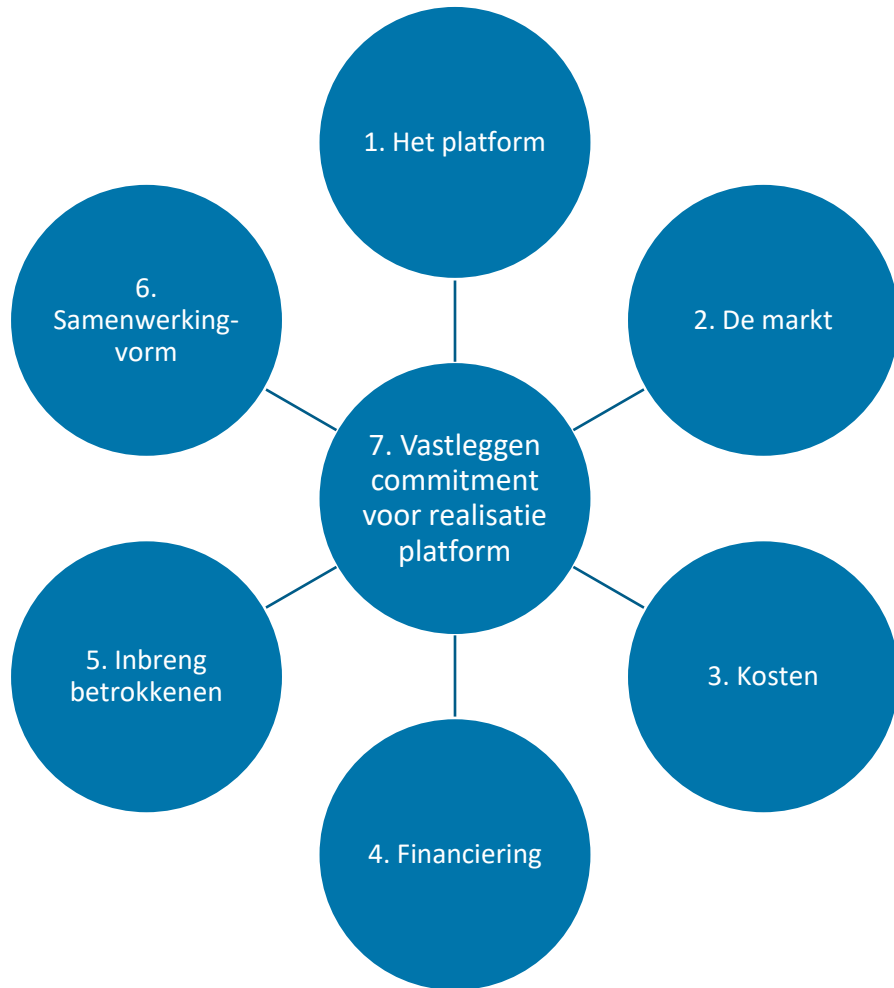 1. Het platform
2. De markt
3. Kosten
4. Financiering
5. Inbreng
betrokkenen
6.
Samenwerking-
vorm
7. Vastleggen
commitment
voor realisatie
platform